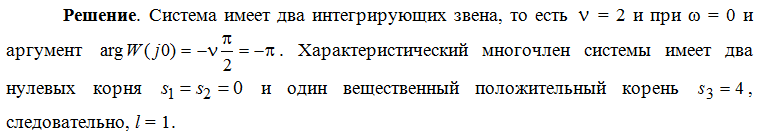 Решение. Система имеет два интегрирующих звена, то есть ν = 2 и при ω = 0 и
аргумент arg W(j0) = −ν π/2 = −π. Характеристический многочлен системы имеет два
нулевых корня s₁ = s₂ = 0 и один вещественный положительный корень s₃ = 4,
следовательно, l = 1.